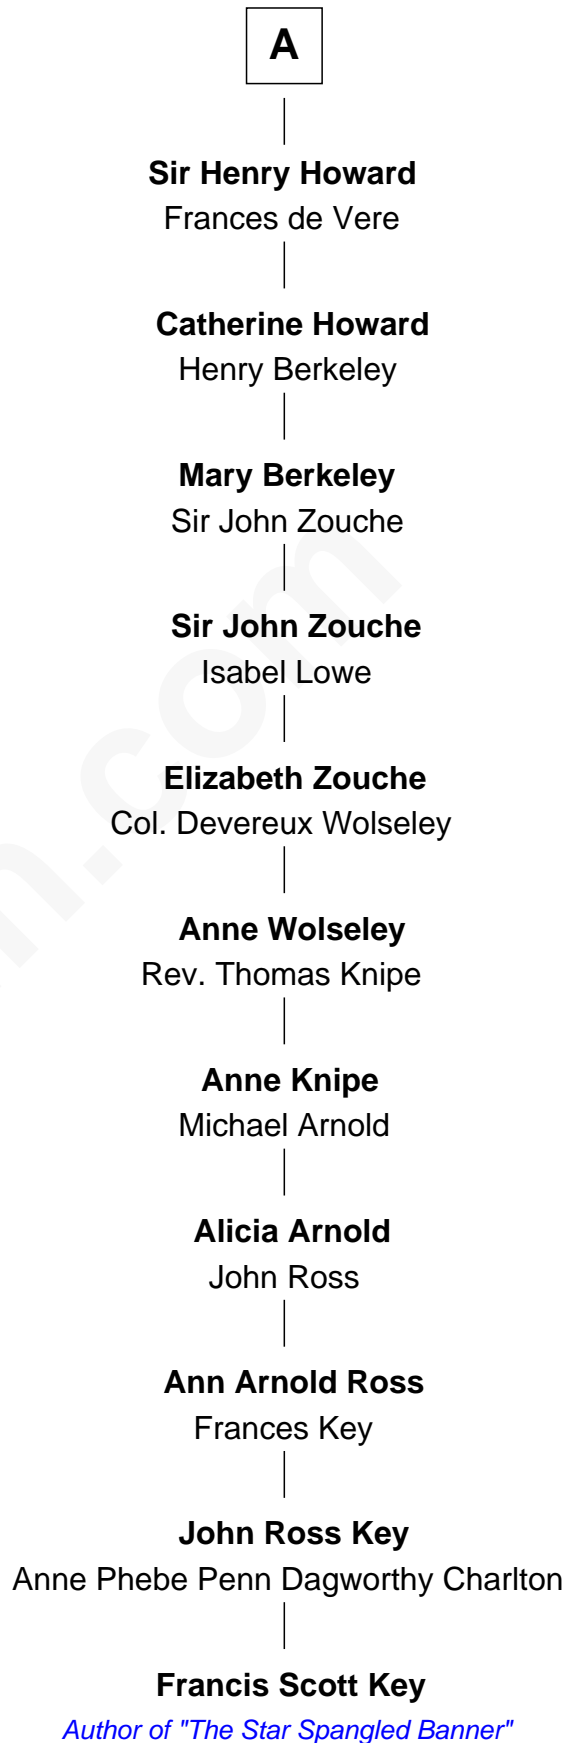 A
Sir Henry Howard
Frances de Vere
Catherine Howard
Henry Berkeley
Mary Berkeley
Sir John Zouche
Sir John Zouche
Isabel Lowe
Elizabeth Zouche
Col. Devereux Wolseley
Anne Wolseley
Rev. Thomas Knipe
Anne Knipe
Michael Arnold
Alicia Arnold
John Ross
Ann Arnold Ross
Frances Key
John Ross Key
Anne Phebe Penn Dagworthy Charlton
Francis Scott Key
Author of "The Star Spangled Banner"